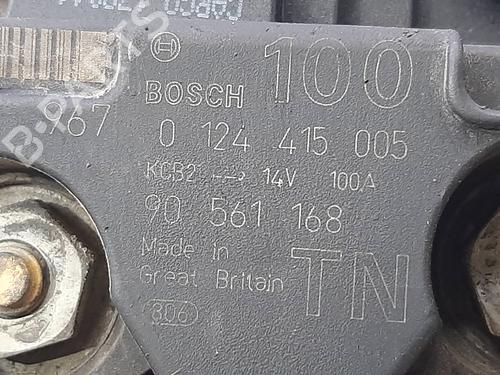 BOSCH 100
967 0 124 415 005
KCB2 --> 14V 100A
90 561 168
Made in
Great Britain
TN
806
B-PARTS